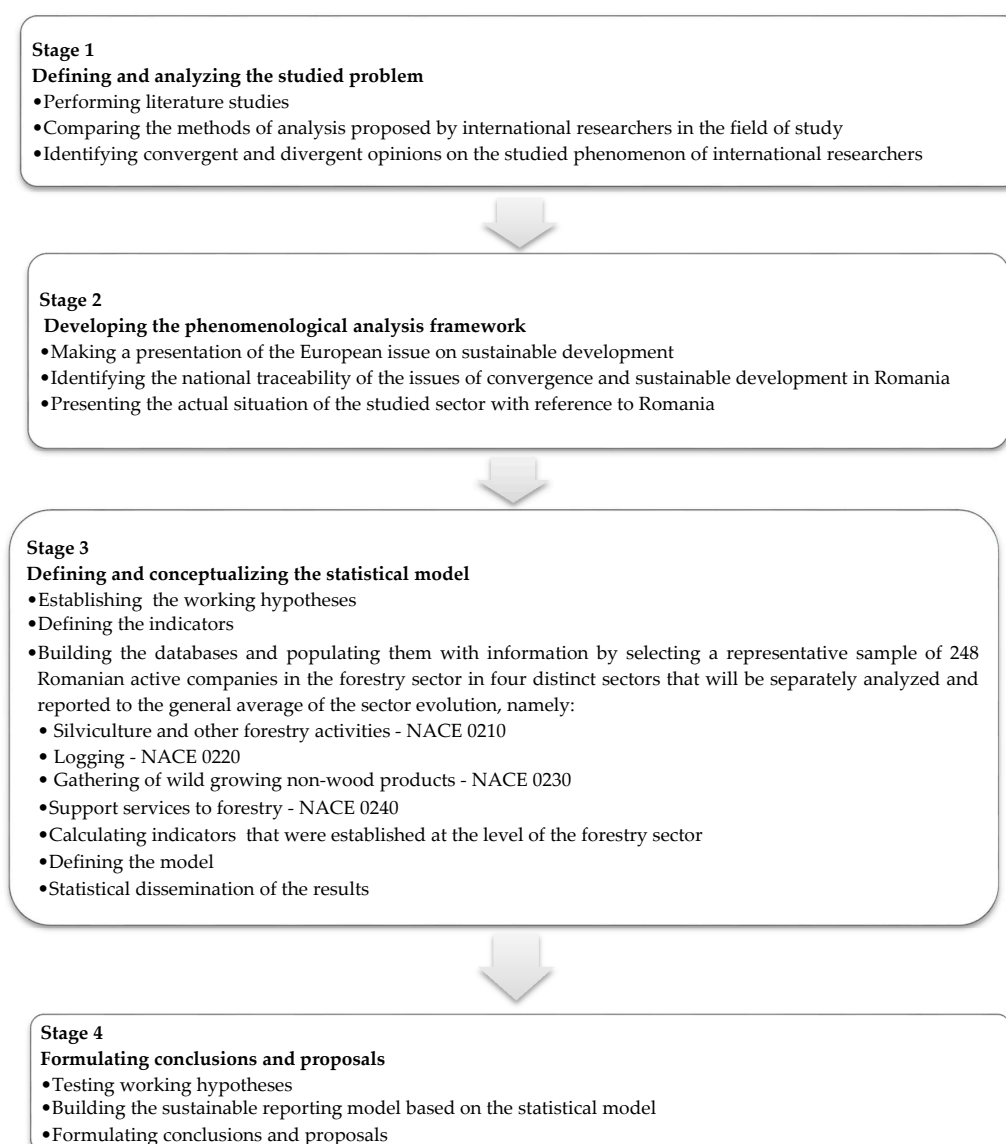 Stage 1
Defining and analyzing the studied problem
•Performing literature studies
•Comparing the methods of analysis proposed by international researchers in the field of study
•Identifying convergent and divergent opinions on the studied phenomenon of international researchers
Stage 2
Developing the phenomenological analysis framework
•Making a presentation of the European issue on sustainable development
•Identifying the national traceability of the issues of convergence and sustainable development in Romania
•Presenting the actual situation of the studied sector with reference to Romania
Stage 3
Defining and conceptualizing the statistical model
•Establishing the working hypotheses
•Defining the indicators
•Building the databases and populating them with information by selecting a representative sample of 248
Romanian active companies in the forestry sector in four distinct sectors that will be separately analyzed and
reported to the general average of the sector evolution, namely:
• Silviculture and other forestry activities - NACE 0210
• Logging - NACE 0220
• Gathering of wild growing non-wood products - NACE 0230
•Support services to forestry - NACE 0240
•Calculating indicators that were established at the level of the forestry sector
•Defining the model
•Statistical dissemination of the results
Stage 4
Formulating conclusions and proposals
•Testing working hypotheses
•Building the sustainable reporting model based on the statistical model
•Formulating conclusions and proposals